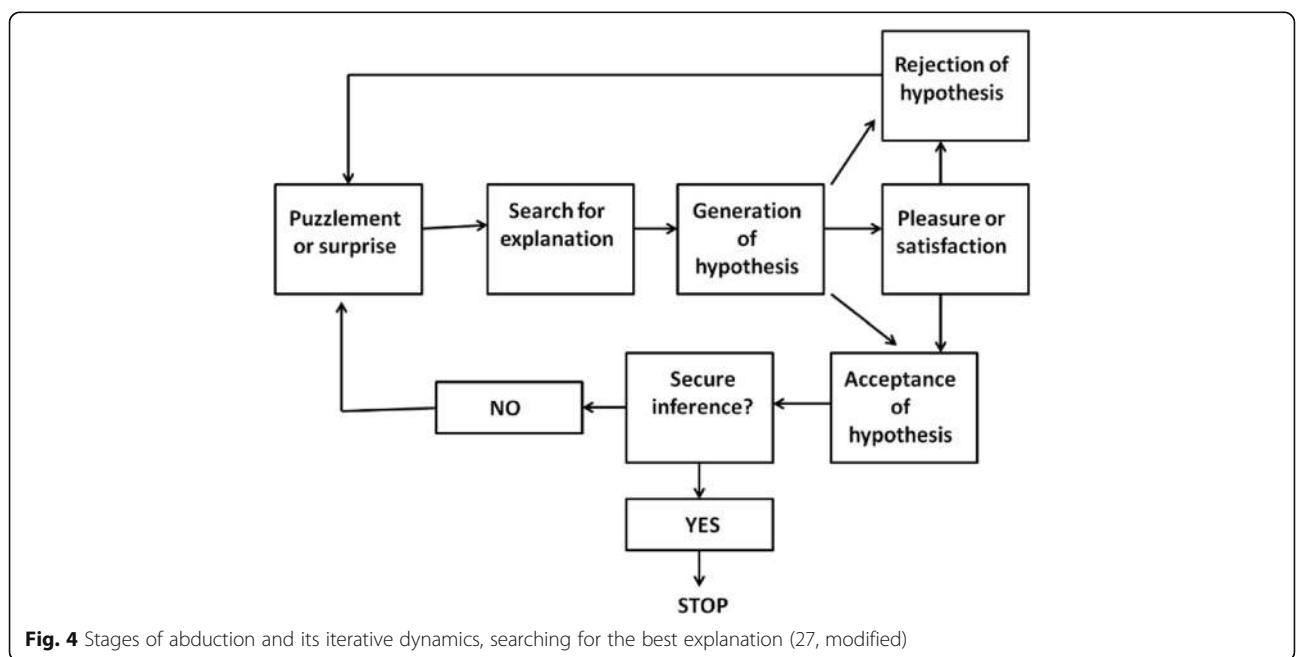 Rejection of
hypothesis
Puzzlement
or surprise
Search for
explanation
Generation
of
hypothesis
Pleasure or
satisfaction
NO
Secure
inference?
Acceptance
of
hypothesis
YES
STOP
Fig. 4 Stages of abduction and its iterative dynamics, searching for the best explanation (27, modified)